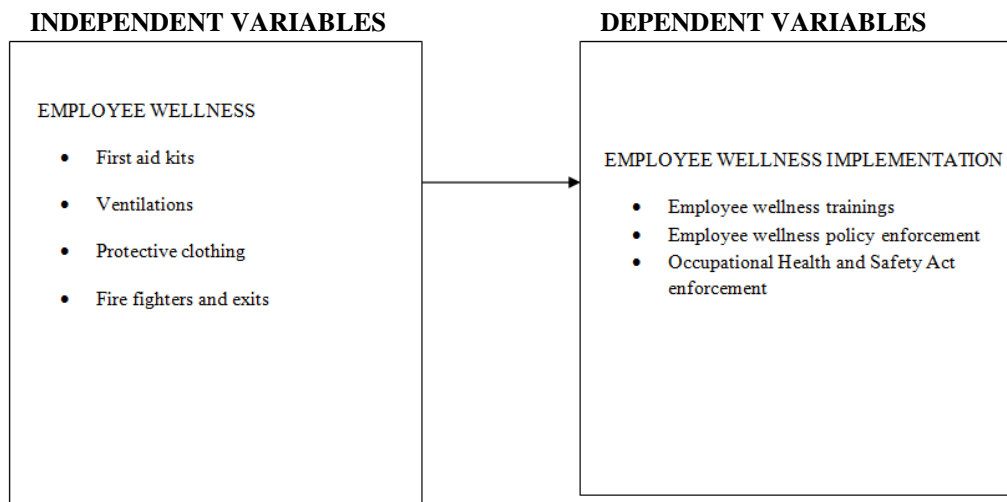 INDEPENDENT VARIABLES
EMPLOYEE WELLNESS
• First aid kits
• Ventilations
• Protective clothing
• Fire fighters and exits
DEPENDENT VARIABLES
EMPLOYEE WELLNESS IMPLEMENTATION
• Employee wellness trainings
• Employee wellness policy enforcement
• Occupational Health and Safety Act
enforcement